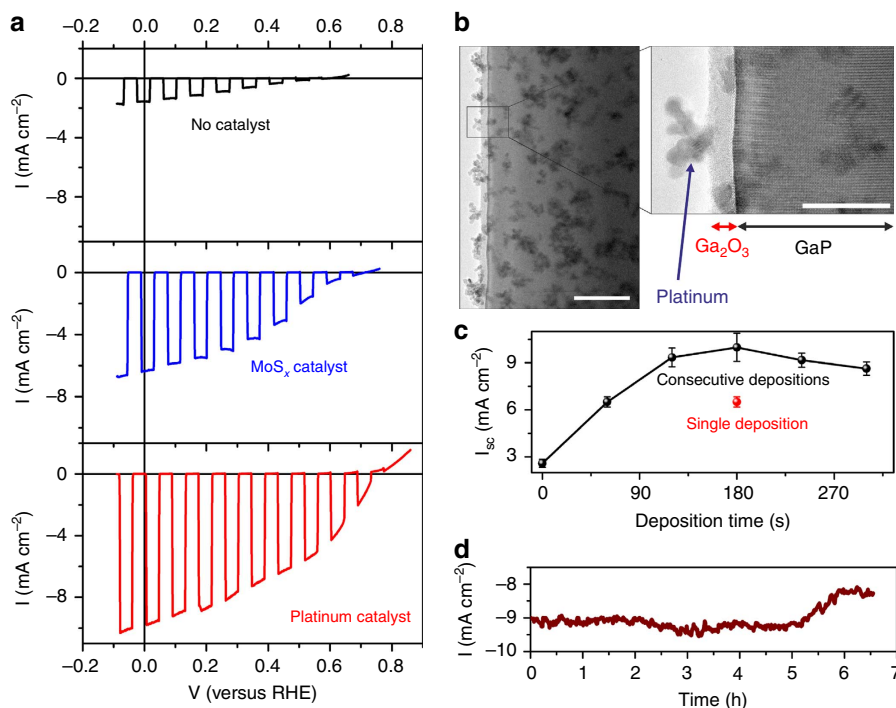 a
−0.2 0.0 0.2 0.4 0.6 0.8
0
−4
−8
I (mA cm−2)
No catalyst
0
−4
−8
I (mA cm−2)
MoSx catalyst
0
−4
−8
I (mA cm−2)
Platinum catalyst
−0.2 0.0 0.2 0.4 0.6 0.8
V (versus RHE)
b
Ga2O3
GaP
Platinum
c
9
6
3
Isc (mA cm−2)
Consecutive depositions
Single deposition
0 90 180 270
Deposition time (s)
d
−8
−9
−10
I (mA cm−2)
0 1 2 3 4 5 6 7
Time (h)